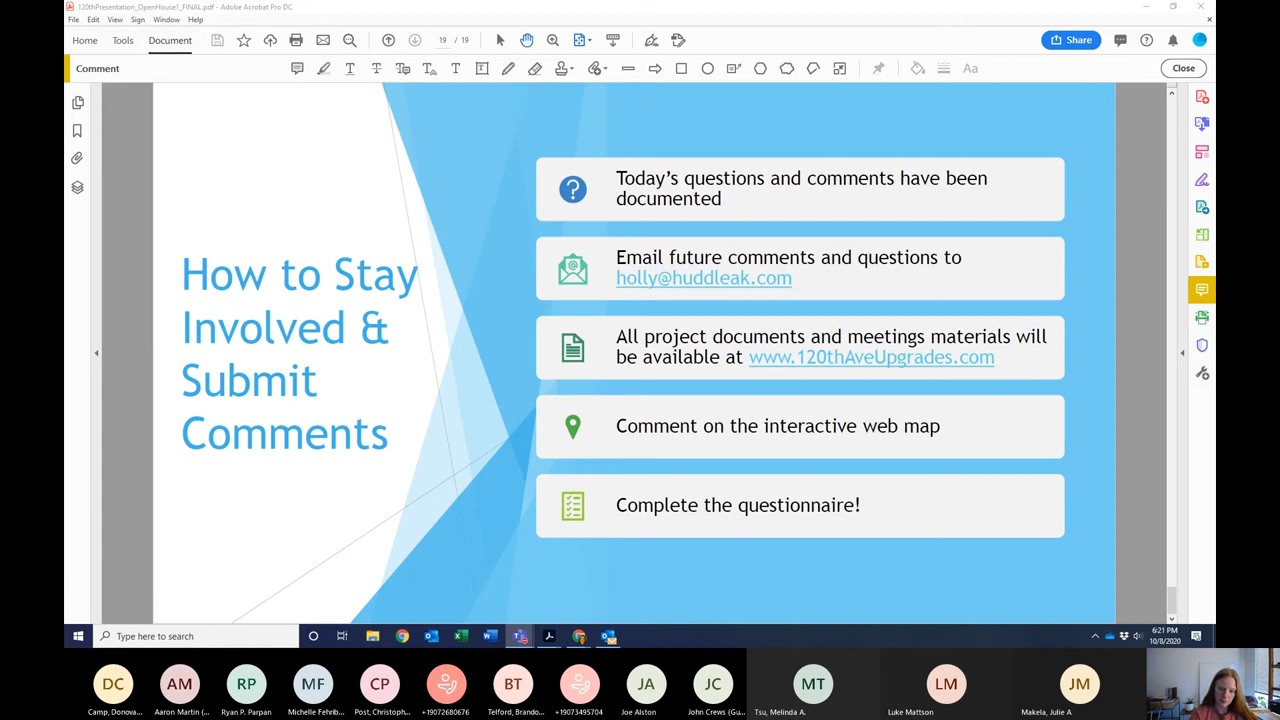 120thPresentation_OpenHouse1_FINAL.pdf - Adobe Acrobat Pro DC
File Edit View Sign Window Help
Home Tools Document
19 / 19
Share
Comment
Aa
Close
How to Stay
Involved &
Submit
Comments
Today's questions and comments have been
documented
Email future comments and questions to
holly@huddleak.com
All project documents and meetings materials will
be available at www.120thAveUpgrades.com
Comment on the interactive web map
Complete the questionnaire!
Type here to search
6:21 PM
10/8/2020
DC AM RP MF CP BT JA JC MT LM JM
Camp, Donova... Aaron Martin (... Ryan P. Parpan Michelle Fehrib... Post, Christoph... +19072680676 Telford, Brando... +19073495704 Joe Alston John Crews (Gu... Tsu, Melinda A. Luke Mattson Makela, Julie A